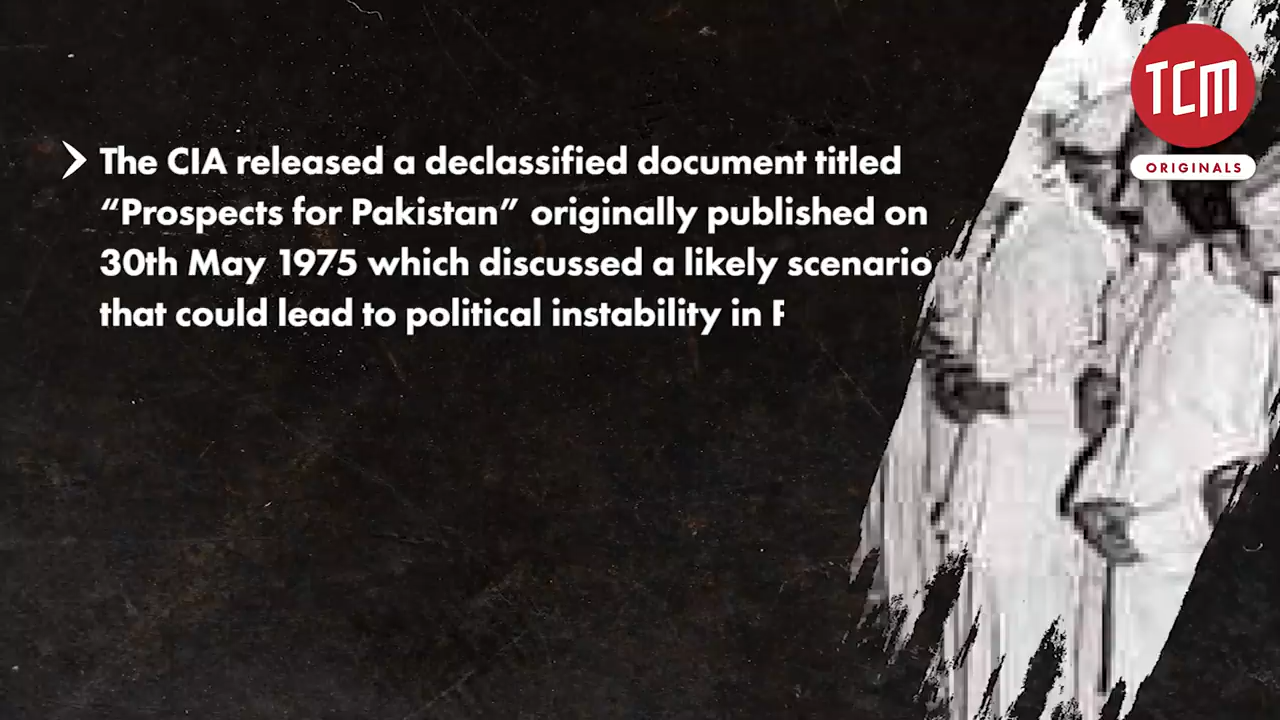 TCM
ORIGINALS
The CIA released a declassified document titled
“Prospects for Pakistan” originally published on
30th May 1975 which discussed a likely scenario
that could lead to political instability in